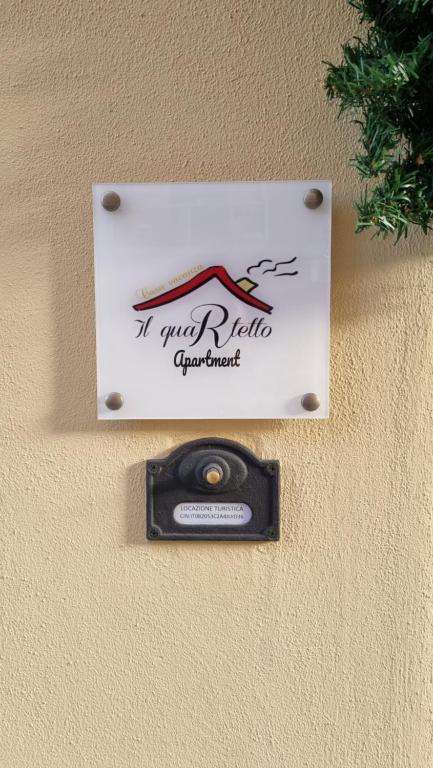 Casa vacanza
Il quaRtetto
Apartment
LOCAZIONE TURISTICA